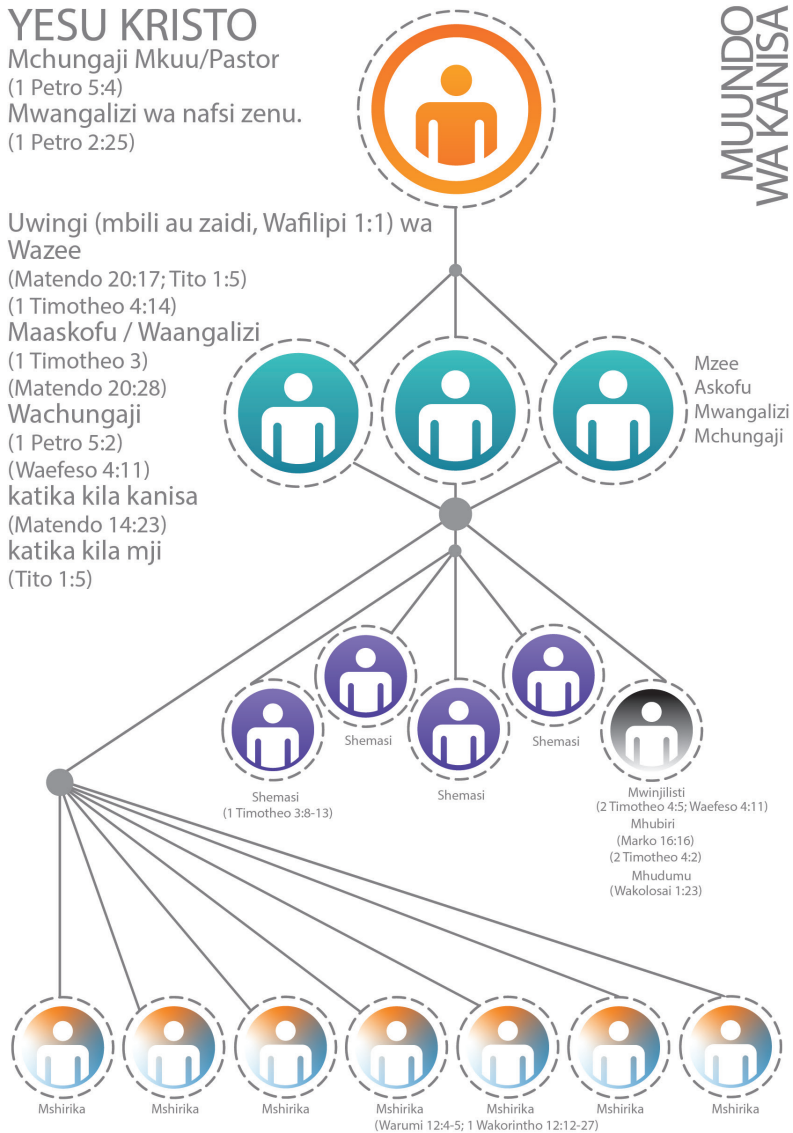 YESU KRISTO
Mchungaji Mkuu/Pastor
(1 Petro 5:4)
Mwangalizi wa nafsi zenu.
(1 Petro 2:25)
MUUNDO
WA KANISA
Uwingi (mbili au zaidi, Wafilipi 1:1) wa
Wazee
(Matendo 20:17; Tito 1:5)
(1 Timotheo 4:14)
Maaskofu / Waangalizi
(1 Timotheo 3)
(Matendo 20:28)
Wachungaji
(1 Petro 5:2)
(Waefeso 4:11)
katika kila kanisa
(Matendo 14:23)
katika kila mji
(Tito 1:5)
Mzee
Askofu
Mwangalizi
Mchungaji
Shemasi
(1 Timotheo 3:8-13)
Shemasi
Shemasi
Shemasi
Mwinjilisti
(2 Timotheo 4:5; Waefeso 4:11)
Mhubiri
(Marko 16:16)
(2 Timotheo 4:2)
Mhudumu
(Wakolosai 1:23)
Mshirika
Mshirika
Mshirika
Mshirika
Mshirika
Mshirika
Mshirika
(Warumi 12:4-5; 1 Wakorintho 12:12-27)